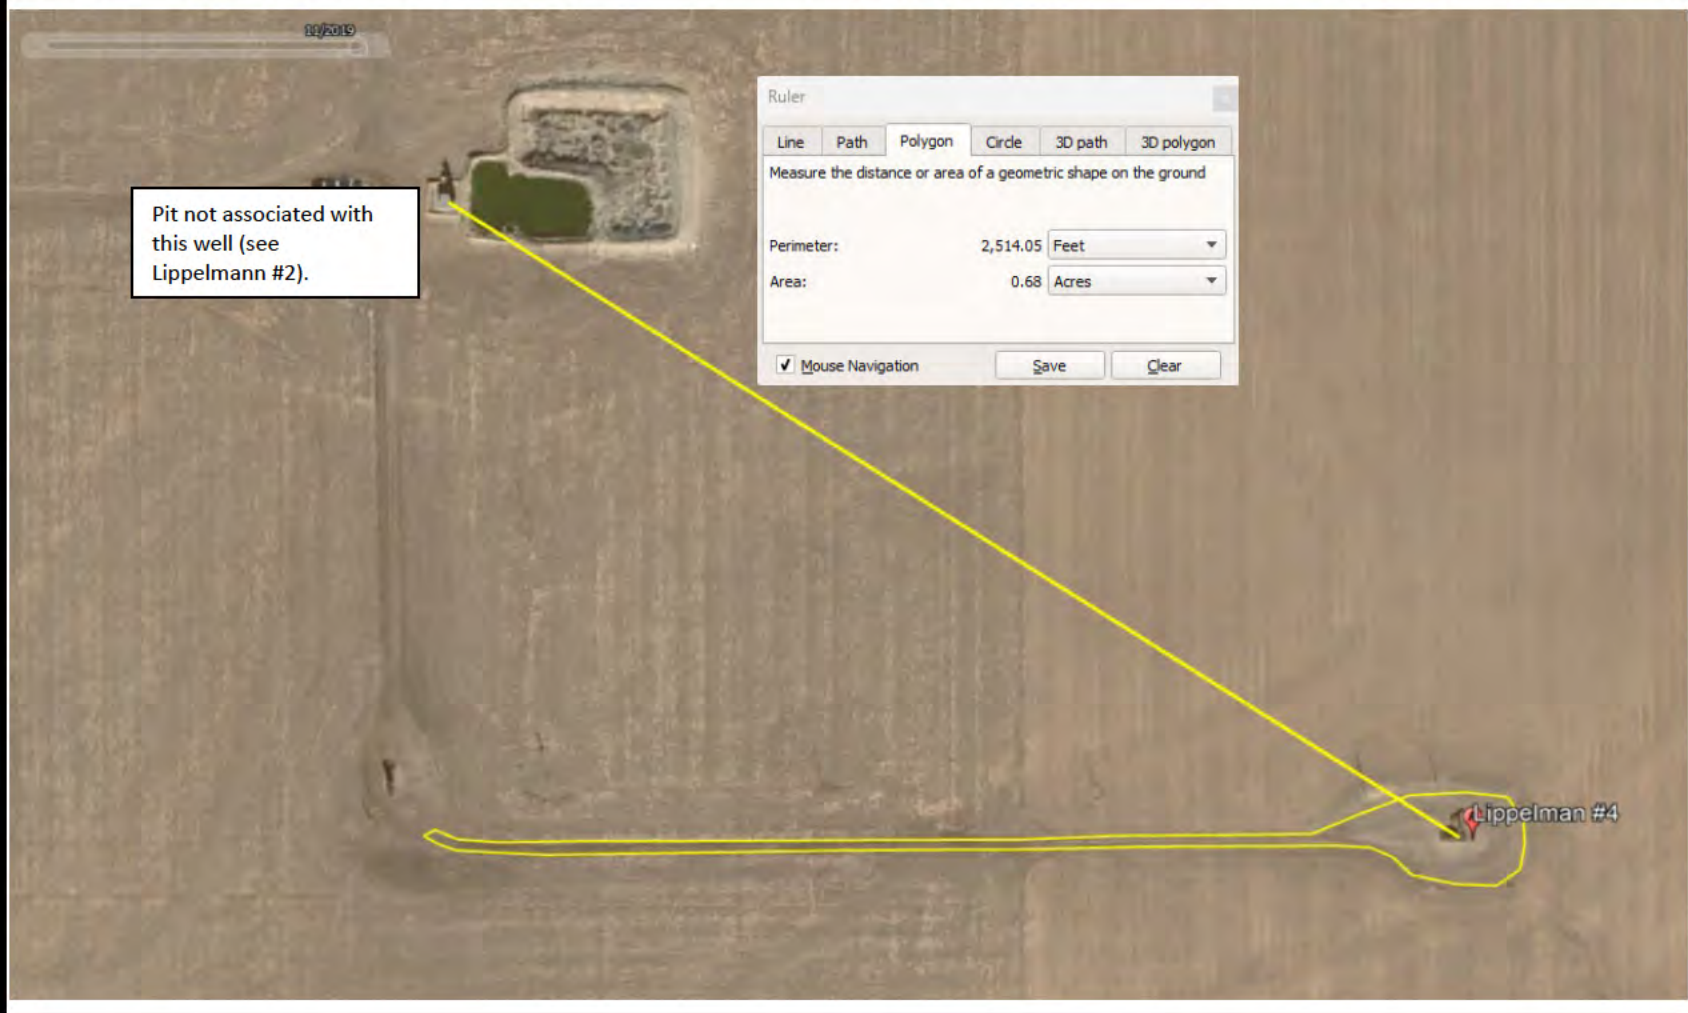 11/2019
Ruler
Line Path Polygon Circle 3D path 3D polygon
Measure the distance or area of a geometric shape on the ground
Pit not associated with
this well (see
Lippelmann #2).
Perimeter: 2,514.05 Feet
Area: 0.68 Acres
Mouse Navigation Save Clear
Lippelman #4